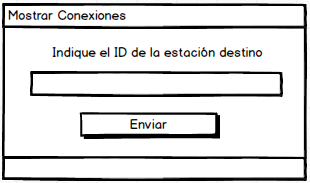 Mostrar Conexiones
Indique el ID de la estación destino
Enviar